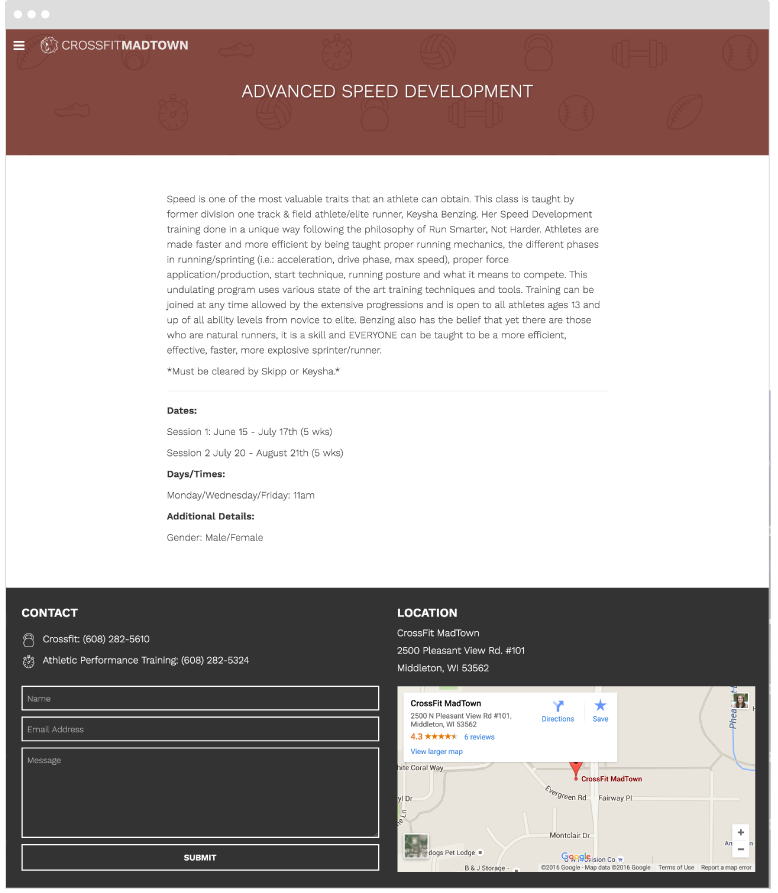 CROSSFITMADTOWN
ADVANCED SPEED DEVELOPMENT
Speed is one of the most valuable traits that an athlete can obtain. This class is taught by
former division one track & field athlete/elite runner, Keysha Benzing. Her Speed Development
training done in a unique way following the philosophy of Run Smarter, Not Harder. Athletes are
made faster and more efficient by being taught proper running mechanics, the different phases
in running/sprinting (i.e.: acceleration, drive phase, max speed), proper force
application/production, start technique, running posture and what it means to compete. This
undulating program uses various state of the art training techniques and tools. Training can be
joined at any time allowed by the extensive progressions and is open to all athletes ages 13 and
up of all ability levels from novice to elite. Benzing also has the belief that yet there are those
who are natural runners, it is a skill and EVERYONE can be taught to be a more efficient,
effective, faster, more explosive sprinter/runner.
*Must be cleared by Skipp or Keysha.*
Dates:
Session 1: June 15 - July 17th (5 wks)
Session 2 July 20 - August 21th (5 wks)
Days/Times:
Monday/Wednesday/Friday: 11am
Additional Details:
Gender: Male/Female
CONTACT
Crossfit: (608) 282-5610
Athletic Performance Training: (608) 282-5324
Name
Email Address
Message
SUBMIT
LOCATION
CrossFit MadTown
2500 Pleasant View Rd. #101
Middleton, WI 53562
CrossFit MadTown
2500 N Pleasant View Rd #101,
Middleton, WI 53562
4.3 ★★★★★ 6 reviews
View larger map
Directions
Save
hite Coral Way
CrossFit MadTown
Evergreen Rd
Fairway Pl
yl Dr
Montclair Dr
dogs Pet Lodge
B & J Storage
Google
©2016 Google - Map data ©2016 Google
Terms of Use
Report a map error